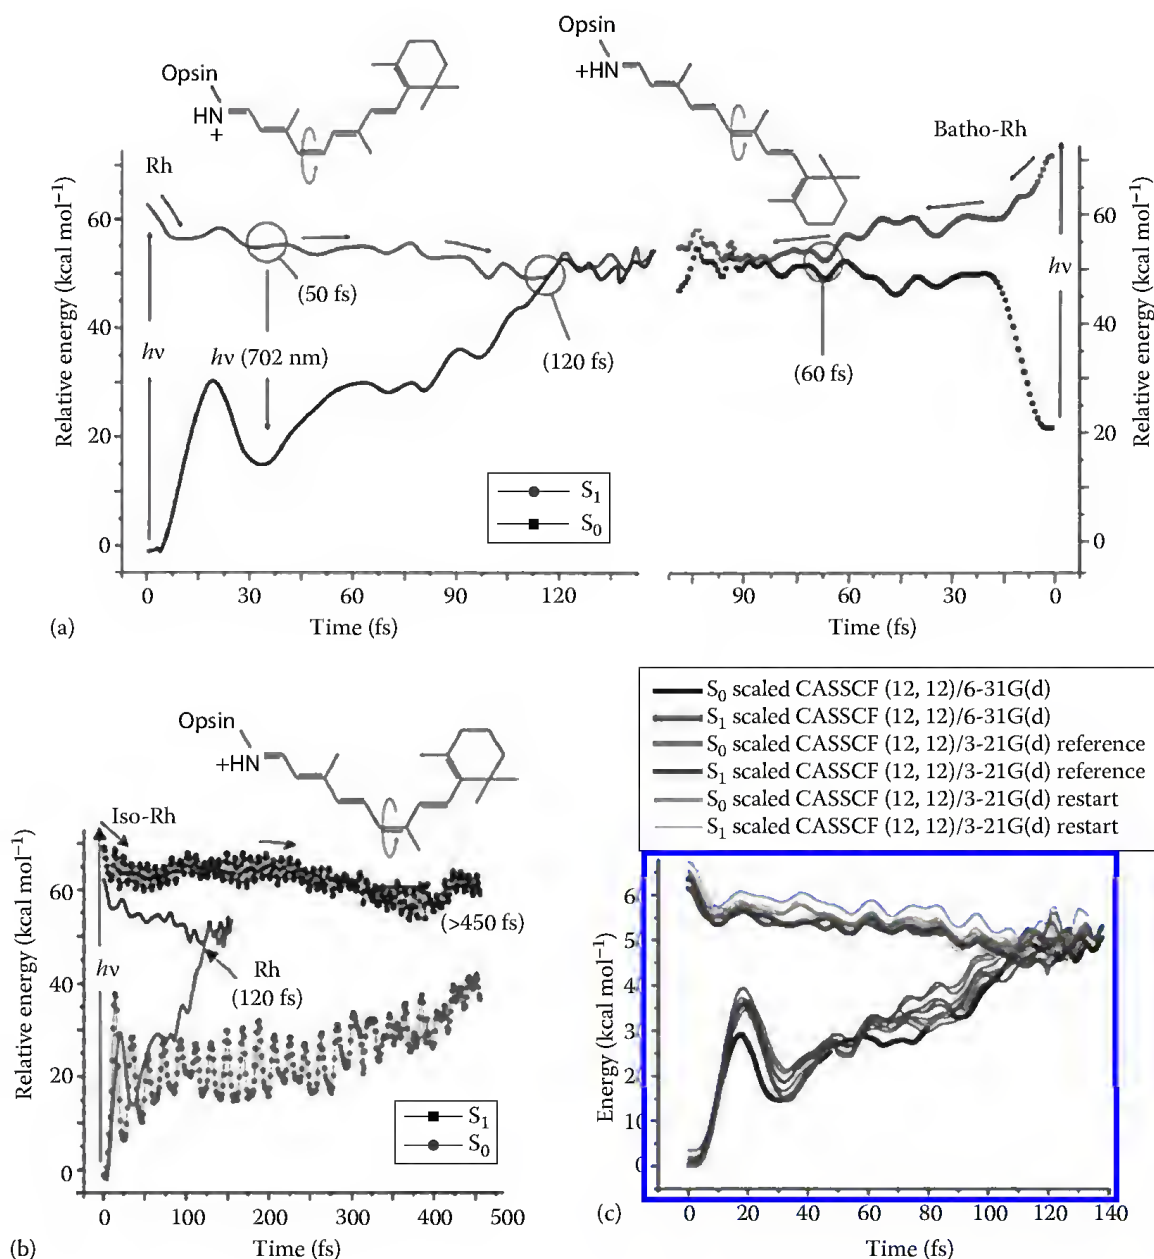 Opsin
HN
+
Opsin
+HN
Rh
Batho-Rh
Relative energy (kcal mol−1)
60
40
20
0
hν
hν (702 nm)
(50 fs)
(120 fs)
(60 fs)
S1
S0
hν
60
40
20
0
Relative energy (kcal mol−1)
0 30 60 90 120
90 60 30 0
(a)
Time (fs)
Time (fs)
Opsin
+HN
Iso-Rh
Relative energy (kcal mol−1)
60
40
20
0
hν
(>450 fs)
Rh
(120 fs)
S1
S0
0 100 200 300 400 500
(b)
Time (fs)
S0 scaled CASSCF (12, 12)/6-31G(d)
S1 scaled CASSCF (12, 12)/6-31G(d)
S0 scaled CASSCF (12, 12)/3-21G(d) reference
S1 scaled CASSCF (12, 12)/3-21G(d) reference
S0 scaled CASSCF (12, 12)/3-21G(d) restart
S1 scaled CASSCF (12, 12)/3-21G(d) restart
Energy (kcal mol−1)
0 20 40 60 80 100 120 140
(c)
Time (fs)